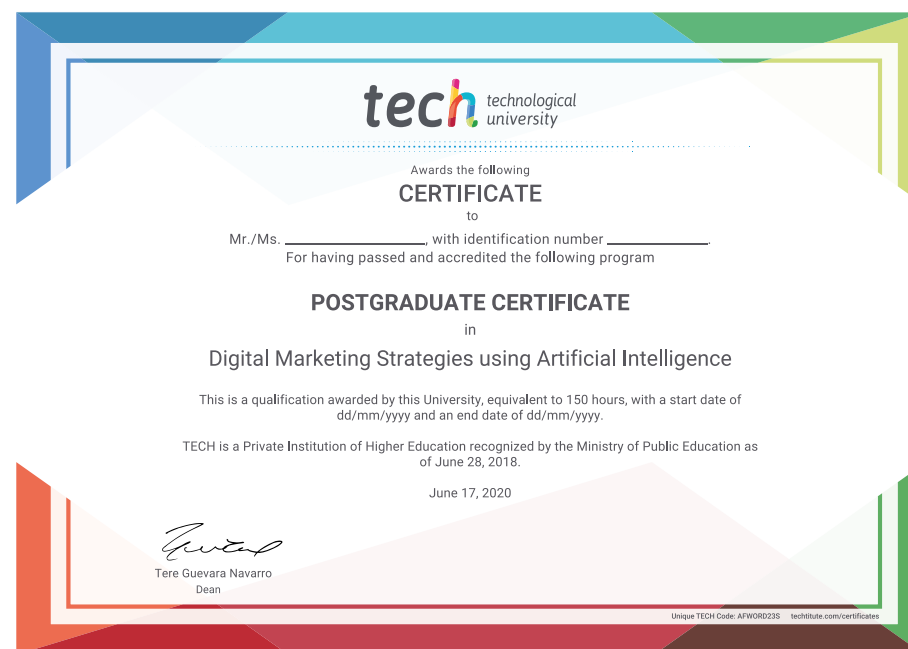 tech technological
university
Awards the following
CERTIFICATE
to
Mr./Ms. ____________________, with identification number ______________.
For having passed and accredited the following program
POSTGRADUATE CERTIFICATE
in
Digital Marketing Strategies using Artificial Intelligence
This is a qualification awarded by this University, equivalent to 150 hours, with a start date of
dd/mm/yyyy and an end date of dd/mm/yyyy.
TECH is a Private Institution of Higher Education recognized by the Ministry of Public Education as
of June 28, 2018.
June 17, 2020
Tere Guevara Navarro
Dean
Unique TECH Code: AFWORD23S techtitute.com/certificates